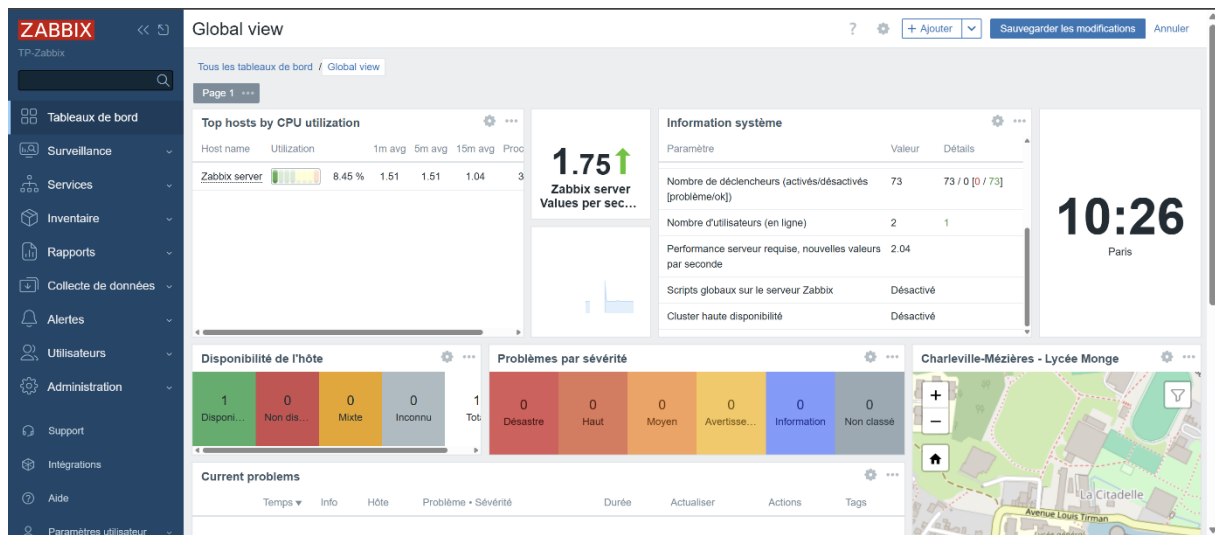 ZABBIX
TP-Zabbix
Tableaux de bord
Surveillance
Services
Inventaire
Rapports
Collecte de données
Alertes
Utilisateurs
Administration
Support
Intégrations
Aide
Paramètres utilisateur
Global view
? + Ajouter Sauvegarder les modifications Annuler
Tous les tableaux de bord / Global view
Page 1 ...
Top hosts by CPU utilization
Host name Utilization 1m avg 5m avg 15m avg Proc
Zabbix server 8.45 % 1.51 1.51 1.04 3
1.75
Zabbix server
Values per sec...
Information système
Paramètre Valeur Détails
Nombre de déclencheurs (activés/désactivés 73 73 / 0 [0 / 73]
[problème/ok])
Nombre d'utilisateurs (en ligne) 2 1
Performance serveur requise, nouvelles valeurs 2.04
par seconde
Scripts globaux sur le serveur Zabbix Désactivé
Cluster haute disponibilité Désactivé
10:26
Paris
Disponibilité de l'hôte
1 0 0 0 1
Disponi... Non dis... Mixte Inconnu Tot
Problèmes par sévérité
0 0 0 0 0 0
Désastre Haut Moyen Avertisse... Information Non classé
Charleville-Mézières - Lycée Monge
+
−
La Citadelle
Avenue Louis Tirman
Current problems
Temps ▾ Info Hôte Problème • Sévérité Durée Actualiser Actions Tags